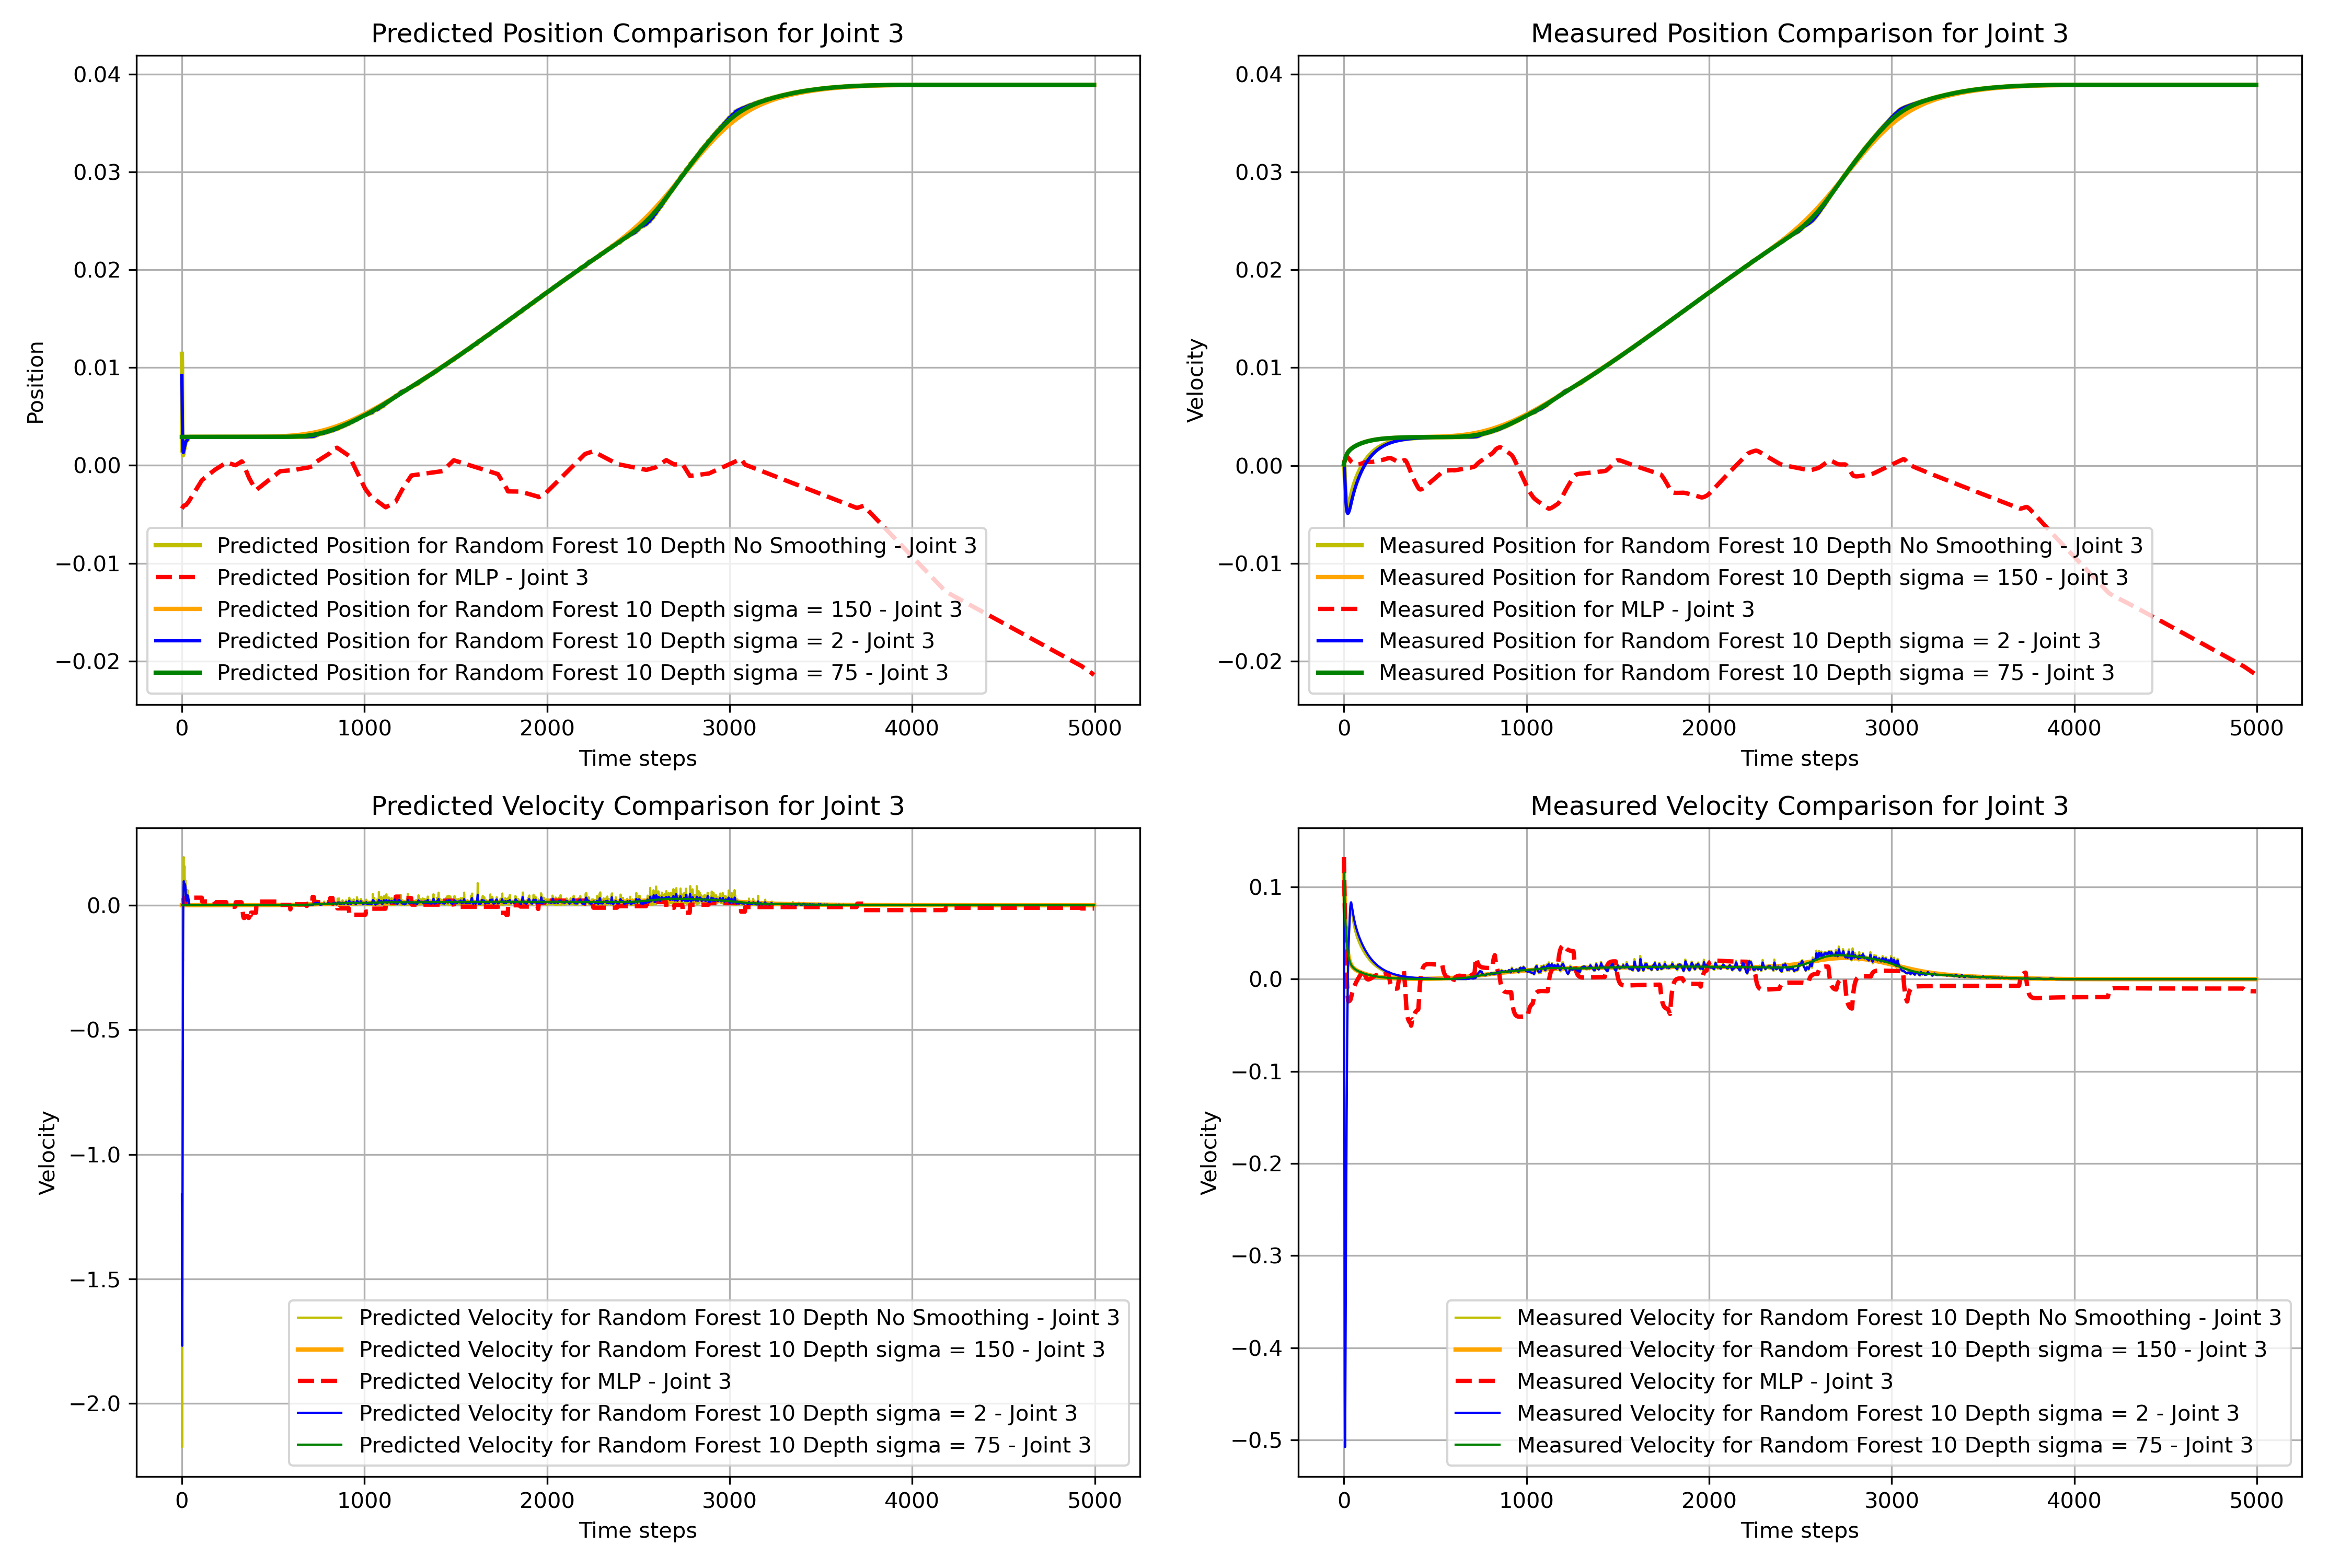 Predicted Position Comparison for Joint 3
Position
0.04
0.03
0.02
0.01
0.00
−0.01
−0.02
Predicted Position for Random Forest 10 Depth No Smoothing - Joint 3
Predicted Position for MLP - Joint 3
Predicted Position for Random Forest 10 Depth sigma = 150 - Joint 3
Predicted Position for Random Forest 10 Depth sigma = 2 - Joint 3
Predicted Position for Random Forest 10 Depth sigma = 75 - Joint 3
0 1000 2000 3000 4000 5000
Time steps
Measured Position Comparison for Joint 3
Velocity
0.04
0.03
0.02
0.01
0.00
−0.01
−0.02
Measured Position for Random Forest 10 Depth No Smoothing - Joint 3
Measured Position for Random Forest 10 Depth sigma = 150 - Joint 3
Measured Position for MLP - Joint 3
Measured Position for Random Forest 10 Depth sigma = 2 - Joint 3
Measured Position for Random Forest 10 Depth sigma = 75 - Joint 3
0 1000 2000 3000 4000 5000
Time steps
Predicted Velocity Comparison for Joint 3
Velocity
0.0
−0.5
−1.0
−1.5
−2.0
Predicted Velocity for Random Forest 10 Depth No Smoothing - Joint 3
Predicted Velocity for Random Forest 10 Depth sigma = 150 - Joint 3
Predicted Velocity for MLP - Joint 3
Predicted Velocity for Random Forest 10 Depth sigma = 2 - Joint 3
Predicted Velocity for Random Forest 10 Depth sigma = 75 - Joint 3
0 1000 2000 3000 4000 5000
Time steps
Measured Velocity Comparison for Joint 3
Velocity
0.1
0.0
−0.1
−0.2
−0.3
−0.4
−0.5
Measured Velocity for Random Forest 10 Depth No Smoothing - Joint 3
Measured Velocity for Random Forest 10 Depth sigma = 150 - Joint 3
Measured Velocity for MLP - Joint 3
Measured Velocity for Random Forest 10 Depth sigma = 2 - Joint 3
Measured Velocity for Random Forest 10 Depth sigma = 75 - Joint 3
0 1000 2000 3000 4000 5000
Time steps